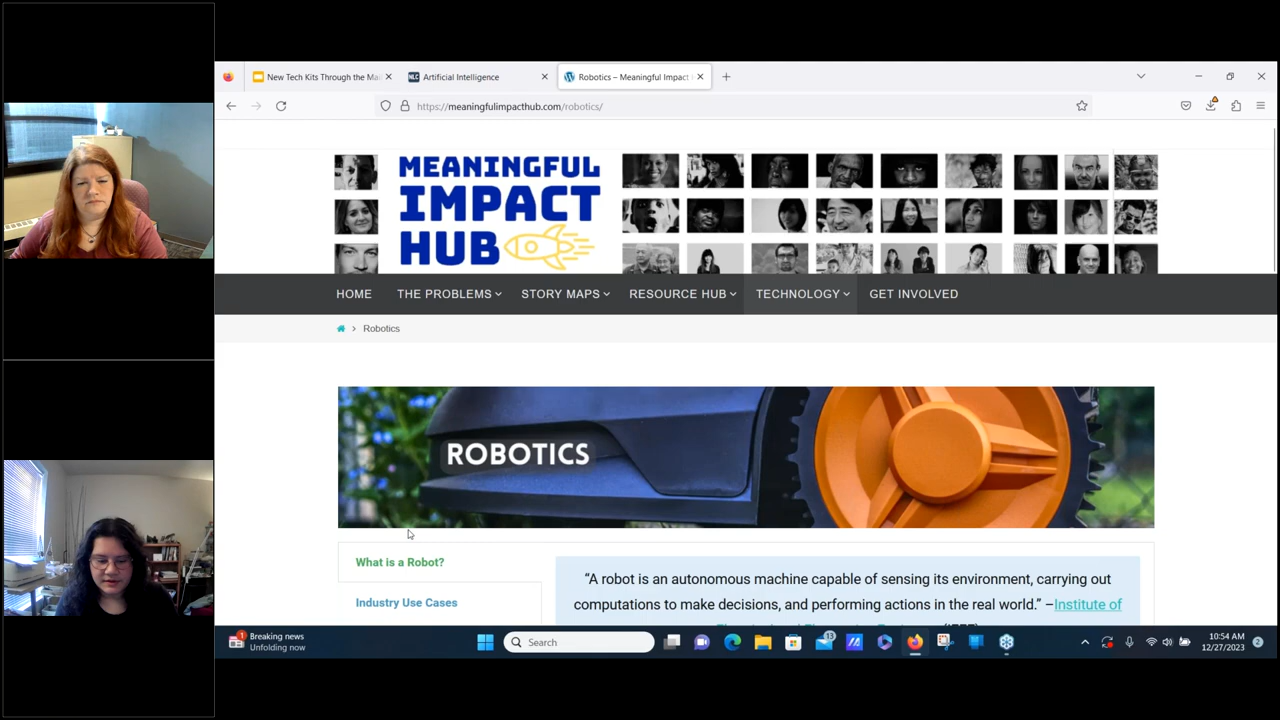 New Tech Kits Through the Mai
Artificial Intelligence
Robotics – Meaningful Impact
https://meaningfulimpacthub.com/robotics/
MEANINGFUL
IMPACT
HUB
HOME THE PROBLEMS STORY MAPS RESOURCE HUB TECHNOLOGY GET INVOLVED
Robotics
ROBOTICS
What is a Robot?
Industry Use Cases
“A robot is an autonomous machine capable of sensing its environment, carrying out
computations to make decisions, and performing actions in the real world.” –Institute of
Breaking news
Unfolding now
Search
13
10:54 AM
12/27/2023
2